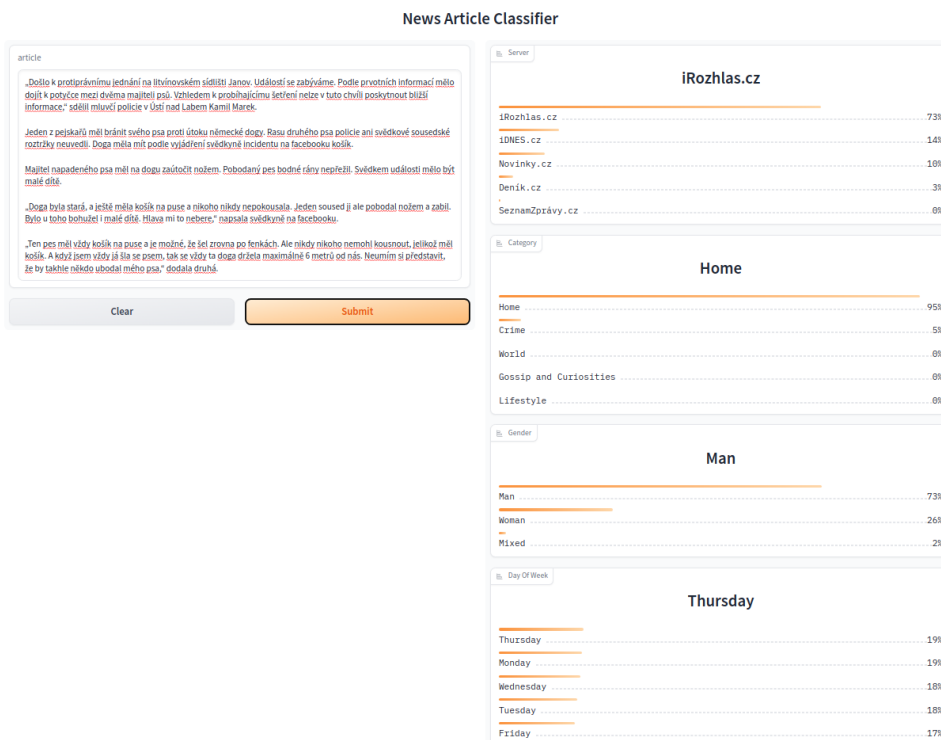 News Article Classifier
article
„Došlo k protiprávnímu jednání na litvínovském sídlišti Janov. Událostí se zabýváme. Podle prvotních informací mělo
dojít k potyčce mezi dvěma majiteli psů. Vzhledem k probíhajícímu šetření nelze v tuto chvíli poskytnout bližší
informace,“ sdělil mluvčí policie v Ústí nad Labem Kamil Marek.
Jeden z pejskařů měl bránit svého psa proti útoku německé dogy. Rasu druhého psa policie ani svědkové sousedské
roztržky neuvedli. Doga měla mít podle vyjádření svědkyně incidentu na facebooku košík.
Majitel napadeného psa měl na dogu zaútočit nožem. Pobodaný pes bodné rány nepřežil. Svědkem události mělo být
malé dítě.
„Doga byla stará, a ještě měla košík na puse a nikoho nikdy nepokousala. Jeden soused jí ale pobodal nožem a zabil.
Bylo u toho bohužel i malé dítě. Hlava mi to nebere,“ napsala svědkyně na facebooku.
„Ten pes měl vždy košík na puse a je možné, že šel zrovna po fenkách. Ale nikdy nikoho nemohl kousnout, jelikož měl
košík. A když jsem vždy já šla se psem, tak se vždy ta doga držela maximálně 6 metrů od nás. Neumím si představit,
že by takhle někdo ubodal mého psa,“ dodala druhá.
Clear
Submit
Server
iRozhlas.cz
iRozhlas.cz 73%
iDNES.cz 14%
Novinky.cz 10%
Deník.cz 3%
SeznamZprávy.cz 0%
Category
Home
Home 95%
Crime 5%
World 0%
Gossip and Curiosities 0%
Lifestyle 0%
Gender
Man
Man 73%
Woman 26%
Mixed 2%
Day Of Week
Thursday
Thursday 19%
Monday 19%
Wednesday 18%
Tuesday 18%
Friday 17%